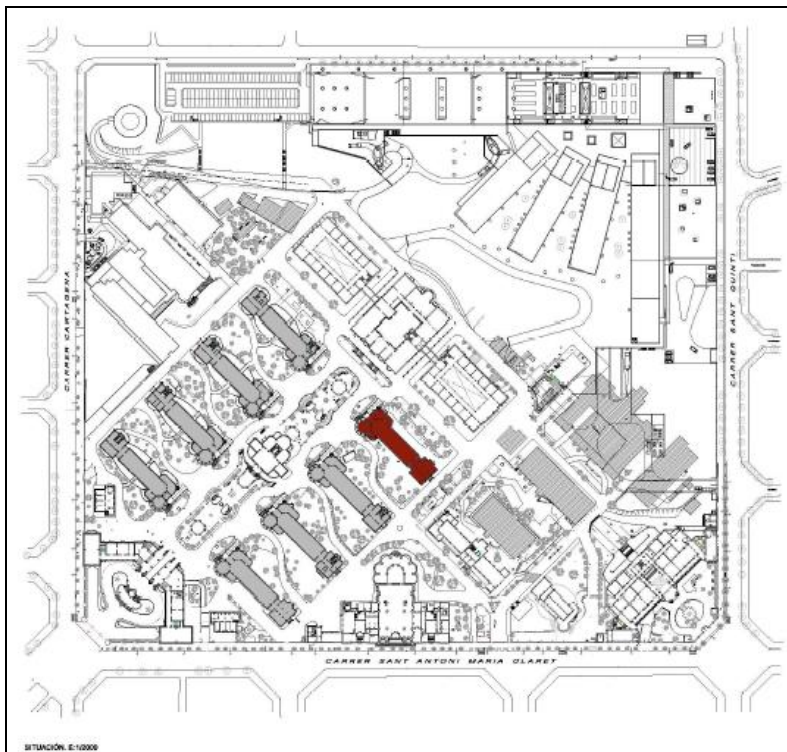 CARRER CARTAGENA
CARRER SANT QUINTI
CARRER SANT ANTONI MARIA CLARET
SITUACIÓN. E:1/2000